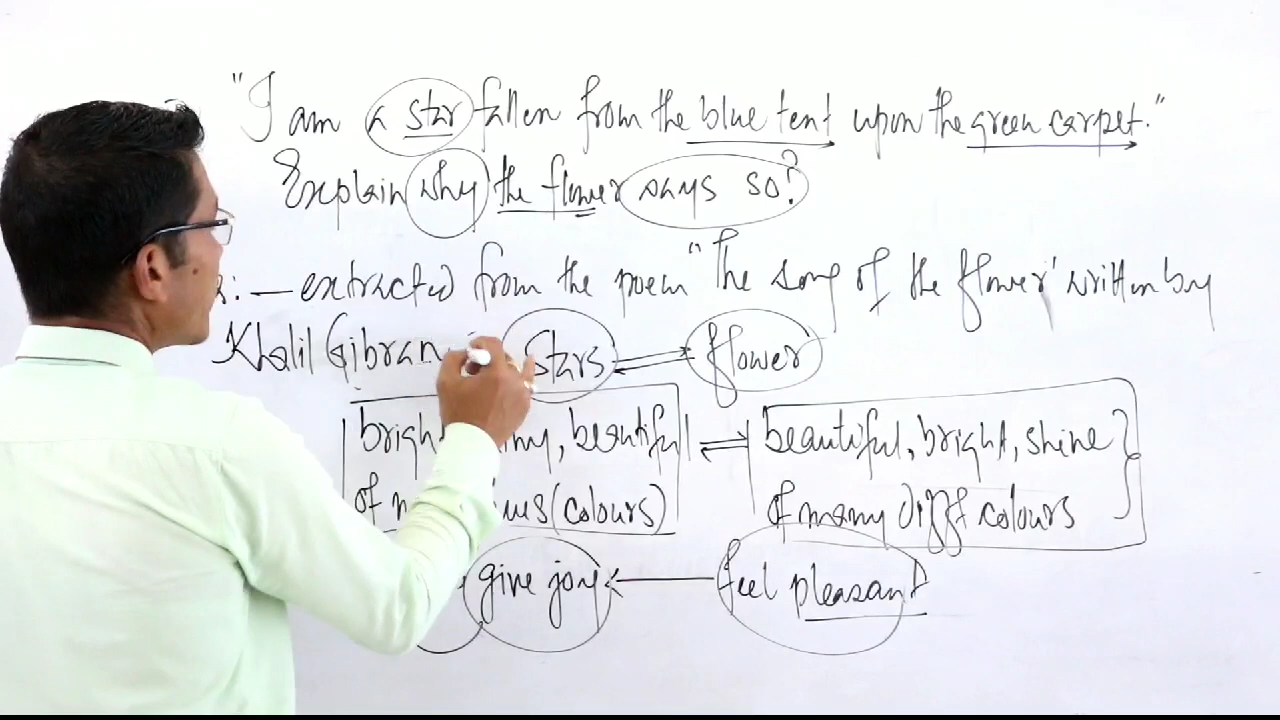 "I am a star fallen from the blue tent upon the green carpet."
Explain why the flower says so?
:— extracted from the poem "The song of the flower' written by
Khalil Gibran Stars ⇌ flower
beautiful ⇌ beautiful, bright, shine
of (colours) of many diff colours
give joy ← feel pleasant